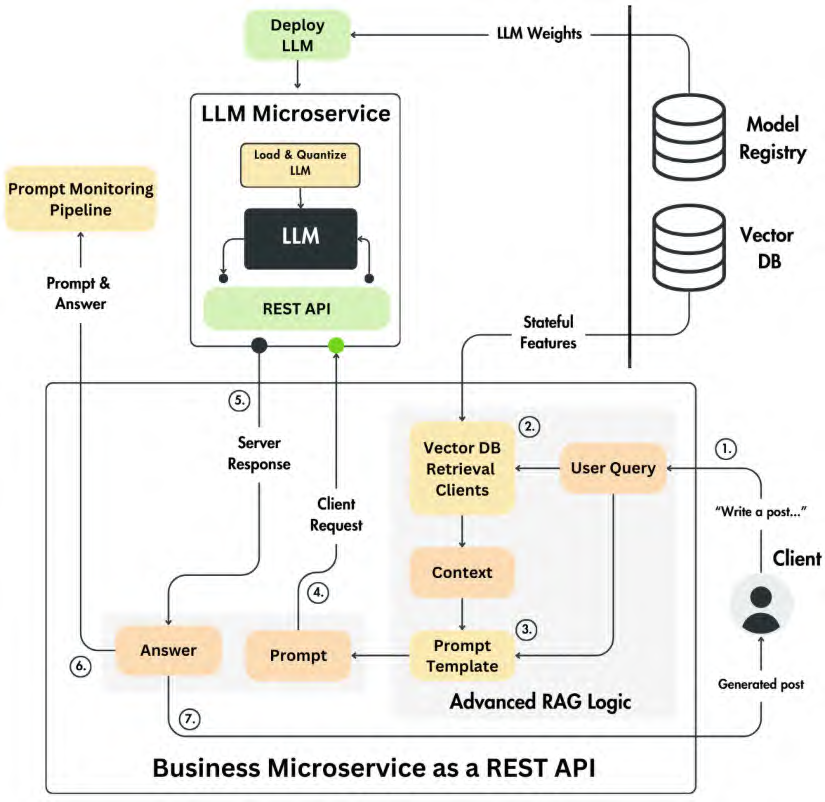 Deploy
LLM
LLM Weights
LLM Microservice
Load & Quantize
LLM
LLM
REST API
Model
Registry
Vector
DB
Prompt Monitoring
Pipeline
Prompt &
Answer
Stateful
Features
5.
Server
Response
Client
Request
4.
2.
Vector DB
Retrieval
Clients
User Query
1.
“Write a post...”
Client
Context
3.
Prompt
Template
Prompt
Answer
6.
7.
Generated post
Advanced RAG Logic
Business Microservice as a REST API